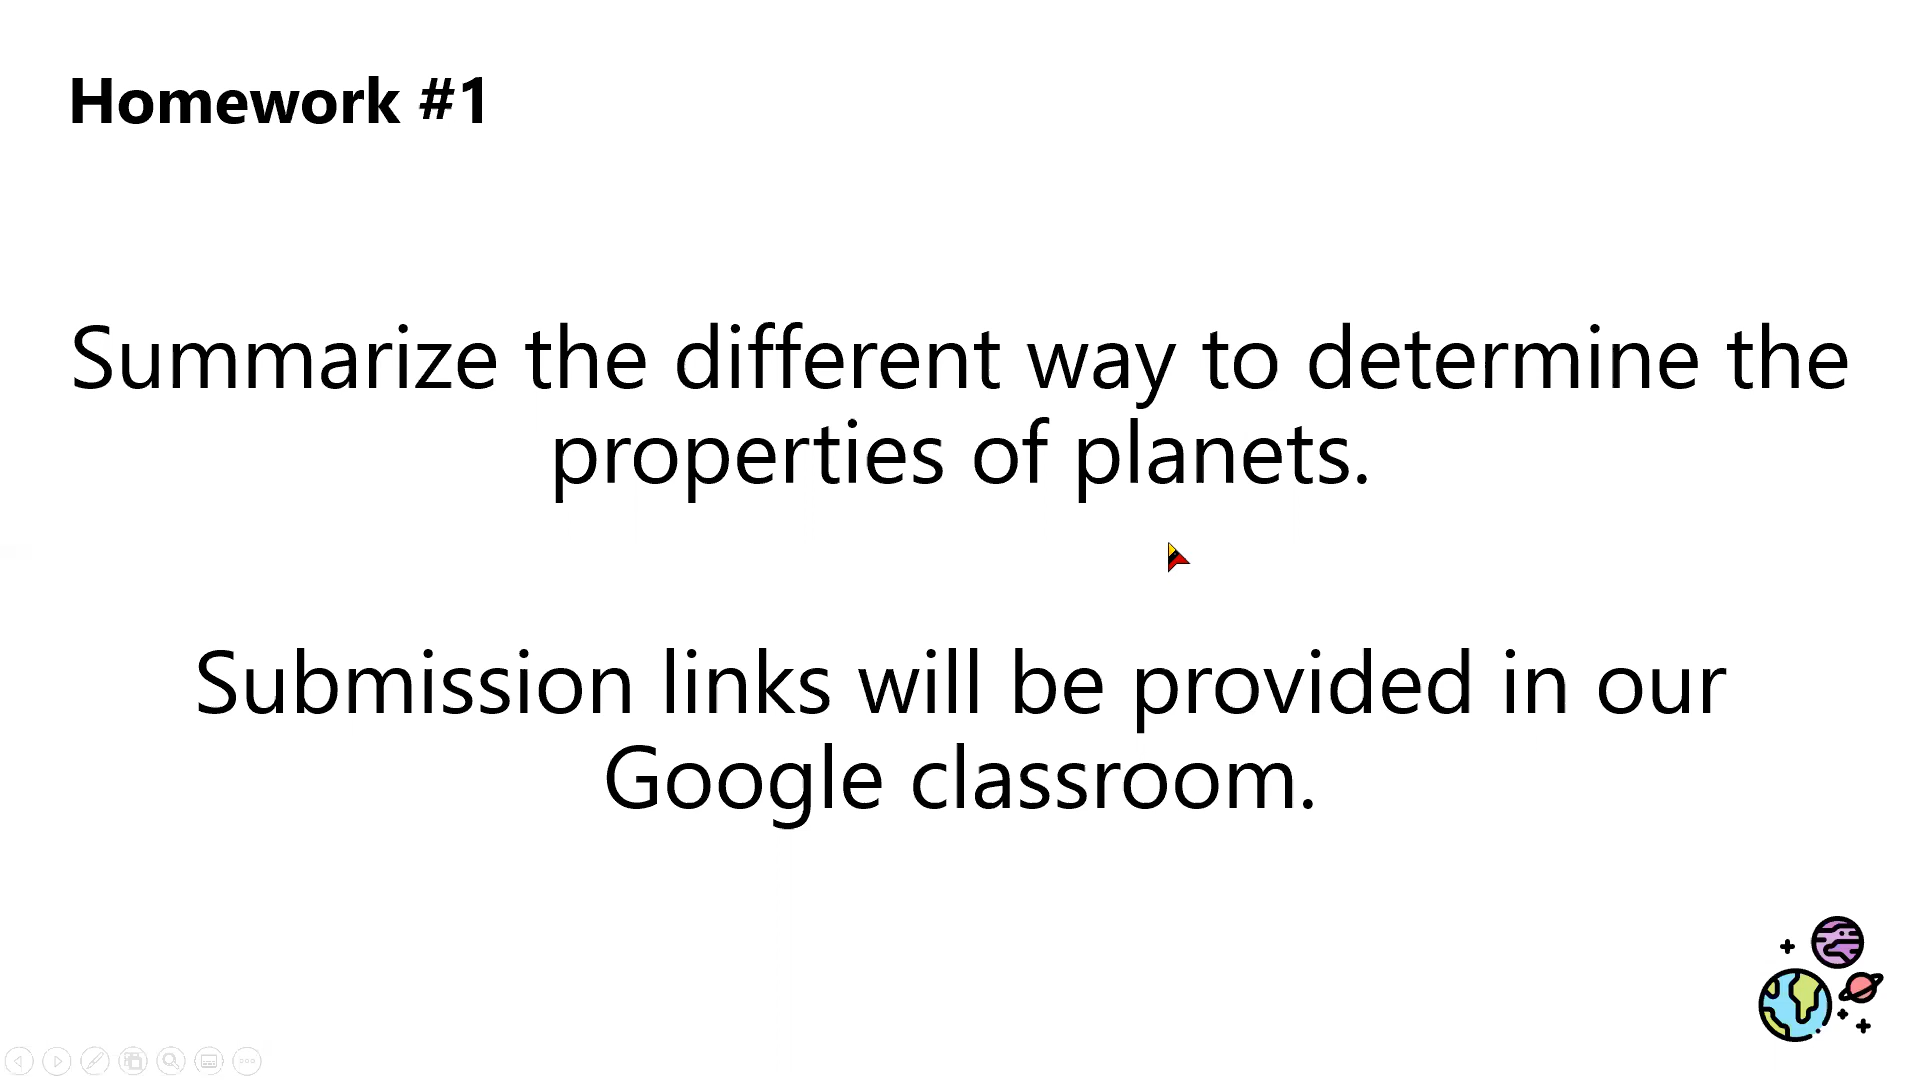 Homework #1
Summarize the different way to determine the
properties of planets.
Submission links will be provided in our
Google classroom.